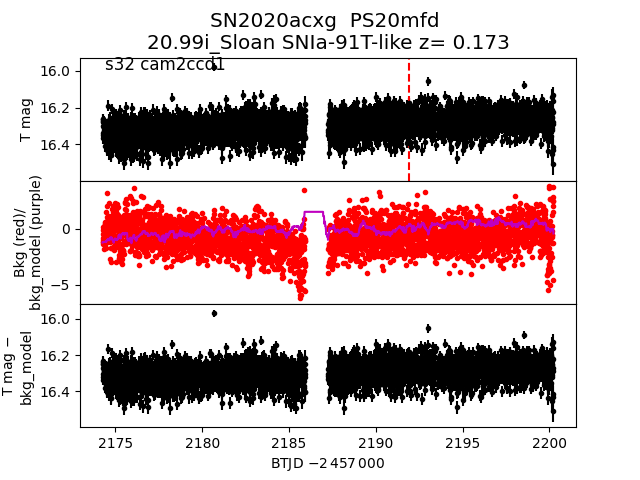 SN2020acxg PS20mfd
20.99i_Sloan SNIa-91T-like z= 0.173
s32 cam2ccd1
16.0
16.2
16.4
T mag
0
−5
Bkg (red)/
bkg_model (purple)
16.0
16.2
16.4
T mag −
bkg_model
2175 2180 2185 2190 2195 2200
BTJD −2 457 000